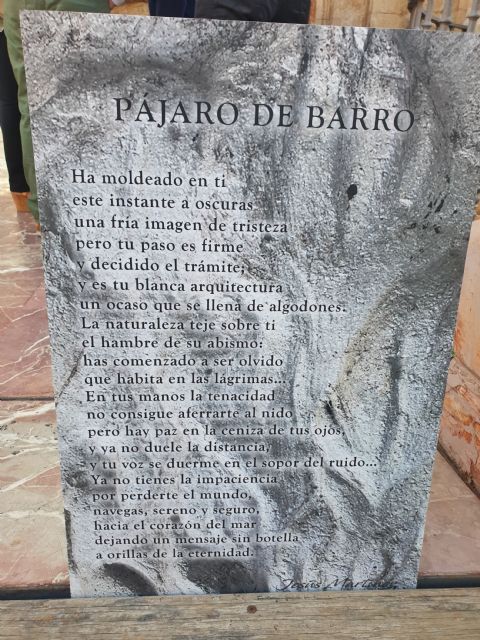 PÁJARO DE BARRO
Ha moldeado en ti
este instante a oscuras
una fría imagen de tristeza
pero tu paso es firme
y decidido el trámite;
y es tu blanca arquitectura
un ocaso que se llena de algodones.
La naturaleza teje sobre ti
el hambre de su abismo:
has comenzado a ser olvido
que habita en las lágrimas...
En tus manos la tenacidad
no consigue aferrarte al nido
pero hay paz en la ceniza de tus ojos,
y ya no duele la distancia,
y tu voz se duerme en el sopor del ruido...
Ya no tienes la impaciencia
por perderte el mundo,
navegas, sereno y seguro,
hacia el corazón del mar
dejando un mensaje sin botella
a orillas de la eternidad.
Jesús Martínez